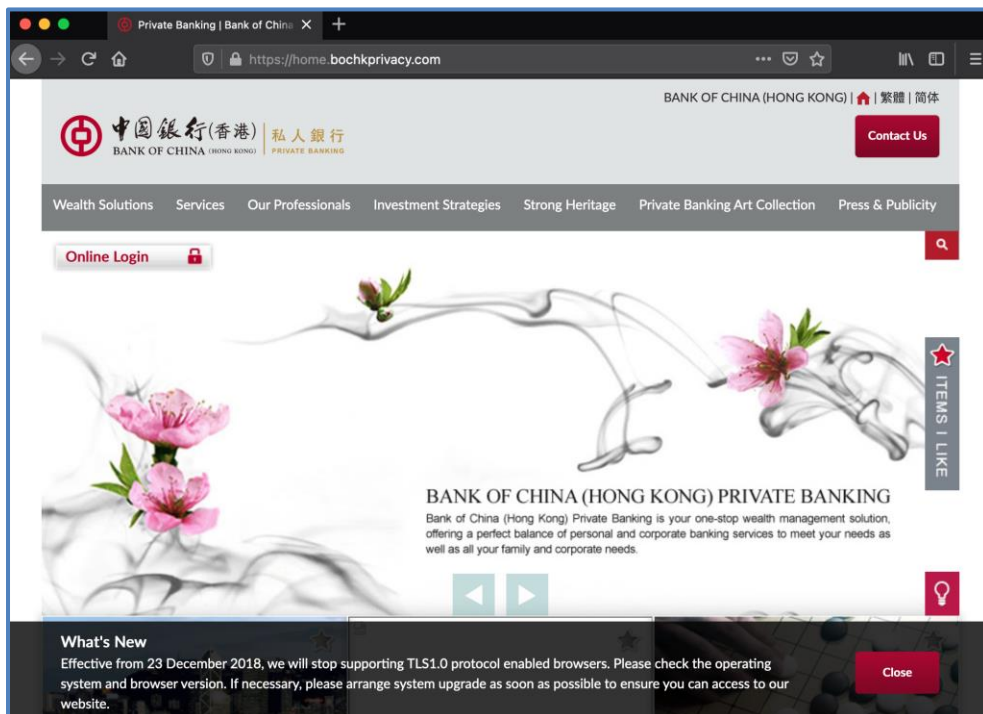 Private Banking | Bank of China
https://home.bochkprivacy.com
BANK OF CHINA (HONG KONG) | 繁體 | 简体
中国銀行(香港) 私人銀行
BANK OF CHINA (HONG KONG) PRIVATE BANKING
Contact Us
Wealth Solutions Services Our Professionals Investment Strategies Strong Heritage Private Banking Art Collection Press & Publicity
Online Login
ITEMS I LIKE
BANK OF CHINA (HONG KONG) PRIVATE BANKING
Bank of China (Hong Kong) Private Banking is your one-stop wealth management solution,
offering a perfect balance of personal and corporate banking services to meet your needs as
well as all your family and corporate needs.
What's New
Effective from 23 December 2018, we will stop supporting TLS1.0 protocol enabled browsers. Please check the operating
system and browser version. If necessary, please arrange system upgrade as soon as possible to ensure you can access to our
website.
Close